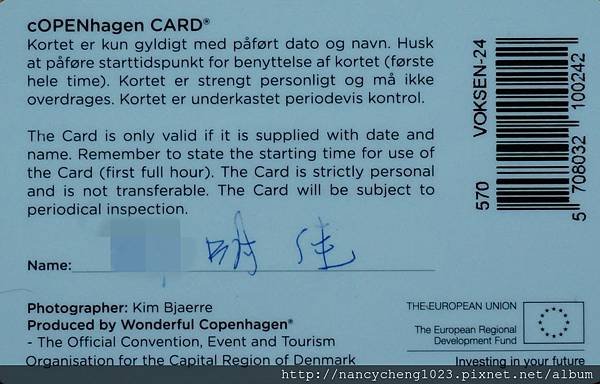 cOPENhagen CARD®
Kortet er kun gyldigt med påført dato og navn. Husk
at påføre starttidspunkt for benyttelse af kortet (første
hele time). Kortet er strengt personligt og må ikke
overdrages. Kortet er underkastet periodevis kontrol.
The Card is only valid if it is supplied with date and
name. Remember to state the starting time for use of
the Card (first full hour). The Card is strictly personal
and is not transferable. The Card will be subject to
periodical inspection.
Name:
Photographer: Kim Bjaerre
Produced by Wonderful Copenhagen®
- The Official Convention, Event and Tourism
Organisation for the Capital Region of Denmark
570 VOKSEN-24
5 708032 100242
THE EUROPEAN UNION
The European Regional
Development Fund
Investing in your future
http://nancycheng1023.pixnet.net/album